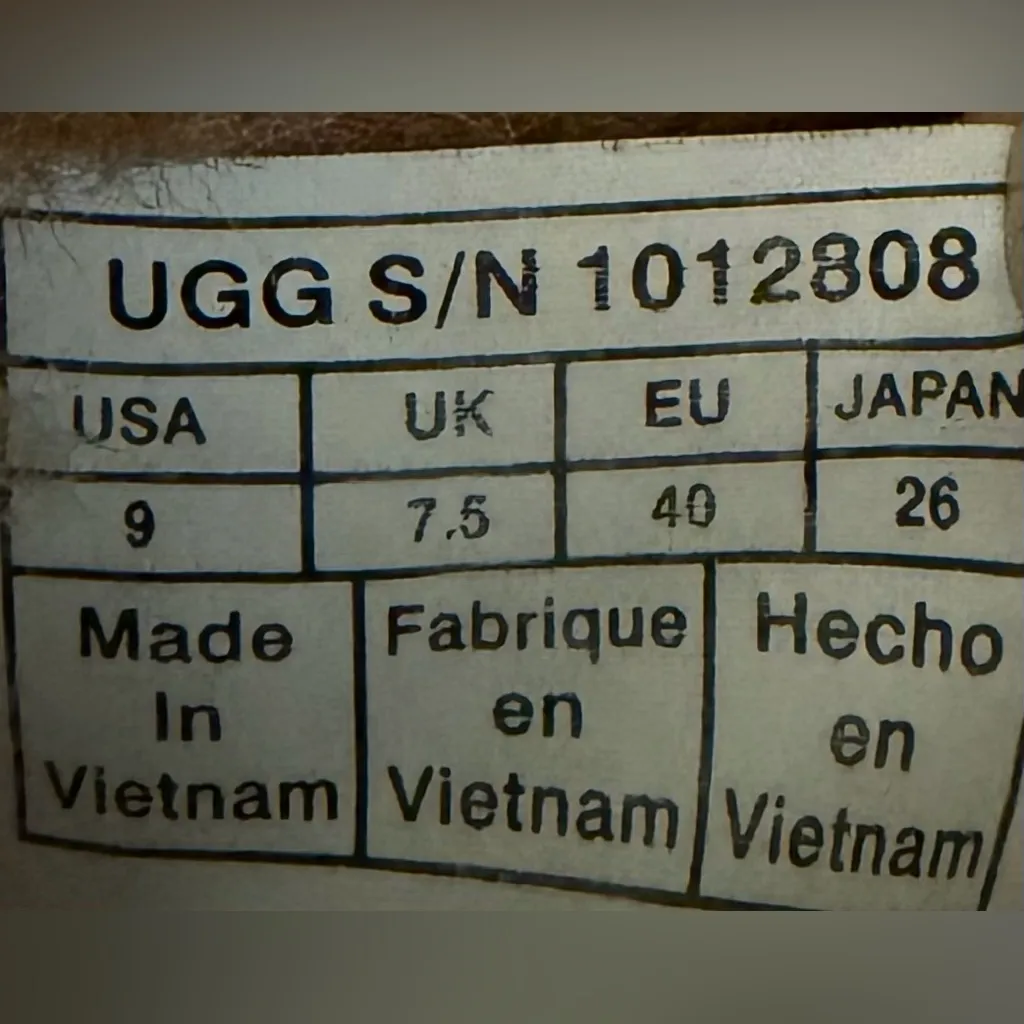 UGG S/N 1012808
USA UK EU JAPAN
9 7.5 40 26
Made
In
Vietnam
Fabrique
en
Vietnam
Hecho
en
Vietnam